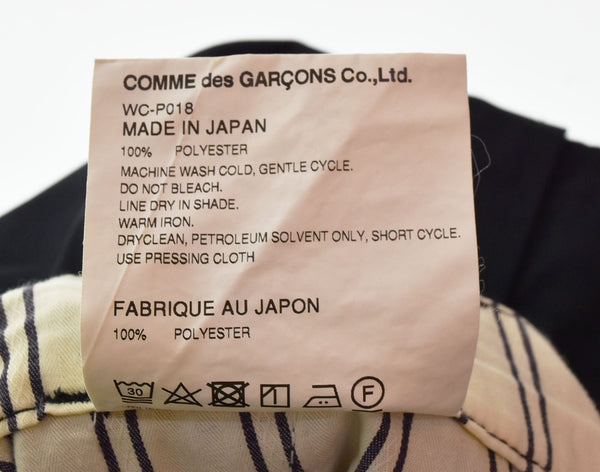 COMME des GARÇONS Co.,Ltd.
WC-P018
MADE IN JAPAN
100% POLYESTER
MACHINE WASH COLD, GENTLE CYCLE.
DO NOT BLEACH.
LINE DRY IN SHADE.
WARM IRON.
DRYCLEAN, PETROLEUM SOLVENT ONLY, SHORT CYCLE.
USE PRESSING CLOTH
FABRIQUE AU JAPON
100% POLYESTER
30 F